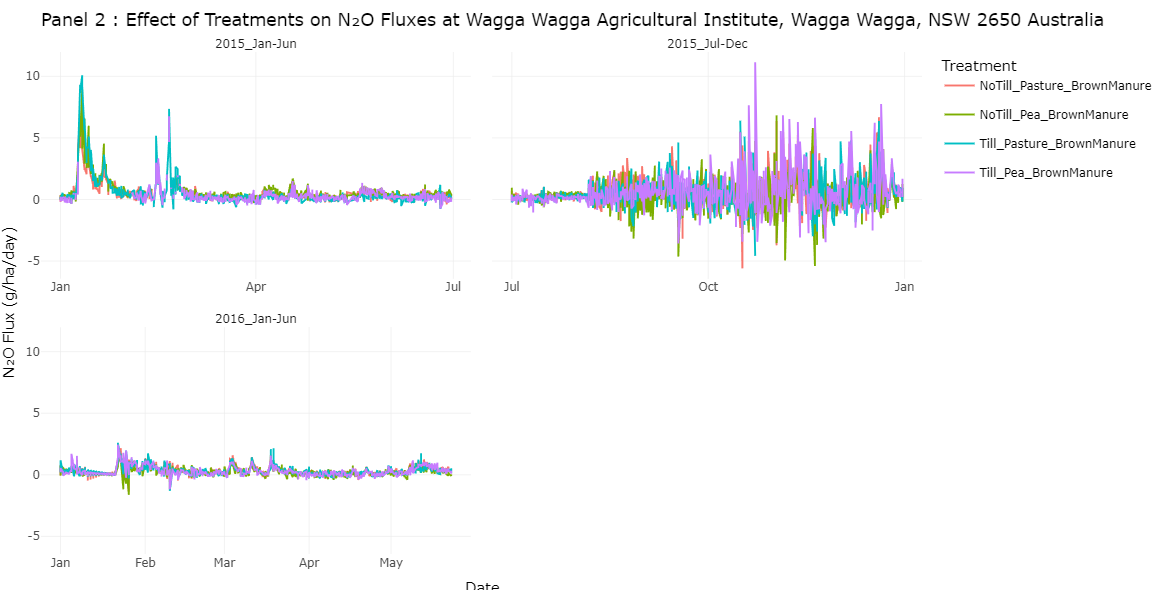 Panel 2 : Effect of Treatments on N₂O Fluxes at Wagga Wagga Agricultural Institute, Wagga Wagga, NSW 2650 Australia
2015_Jan-Jun
2015_Jul-Dec
Treatment
NoTill_Pasture_BrownManure
NoTill_Pea_BrownManure
Till_Pasture_BrownManure
Till_Pea_BrownManure
10
5
0
-5
Jan Apr Jul
Jul Oct Jan
N₂O Flux (g/ha/day)
2016_Jan-Jun
10
5
0
-5
Jan Feb Mar Apr May
Date